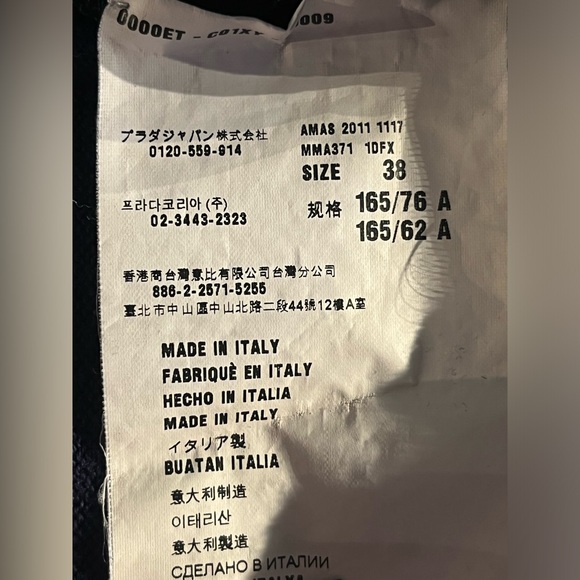 0000ET - C01X 009
プラダジャパン株式会社
0120-559-914
AMAS 2011 1117
MMA371 1DFX
SIZE 38
프라다코리아 (주)
02-3443-2323
规格 165/76 A
165/62 A
香港商台灣意比有限公司台灣分公司
886-2-2571-5255
臺北市中山區中山北路二段44號12樓A室
MADE IN ITALY
FABRIQUÈ EN ITALY
HECHO EN ITALIA
MADE IN ITALY
イタリア製
BUATAN ITALIA
意大利制造
이태리산
意大利製造
СДЕЛАНО В ИТАЛИИ